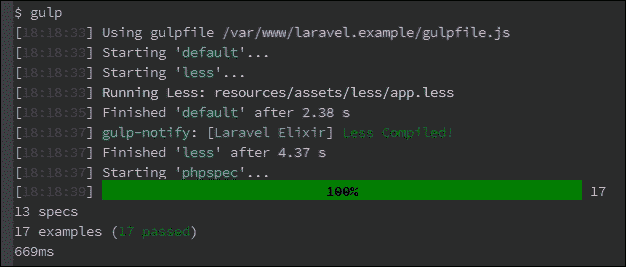 $ gulp
[18:18:33] Using gulpfile /var/www/laravel.example/gulpfile.js
[18:18:33] Starting 'default'...
[18:18:33] Starting 'less'...
[18:18:33] Running Less: resources/assets/less/app.less
[18:18:35] Finished 'default' after 2.38 s
[18:18:37] gulp-notify: [Laravel Elixir] Less Compiled!
[18:18:37] Finished 'less' after 4.37 s
[18:18:37] Starting 'phpspec'...
[18:18:39] 100% 17
13 specs
17 examples (17 passed)
669ms